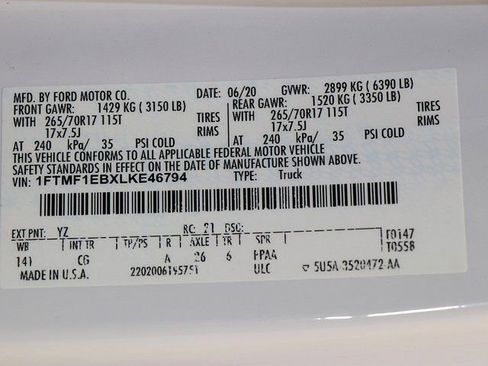 MFD. BY FORD MOTOR CO.
DATE: 06/20 GVWR: 2899 KG ( 6390 LB)
FRONT GAWR: 1429 KG ( 3150 LB)
REAR GAWR: 1520 KG ( 3350 LB)
WITH 265/70R17 115T TIRES
WITH 265/70R17 115T TIRES
17x7.5J RIMS
17x7.5J RIMS
AT 240 kPa/ 35 PSI COLD
AT 240 kPa/ 35 PSI COLD
THIS VEHICLE CONFORMS TO ALL APPLICABLE FEDERAL MOTOR VEHICLE
SAFETY STANDARDS IN EFFECT ON THE DATE OF MANUFACTURE SHOWN ABOVE.
VIN: 1FTMF1EBXLKE46794 TYPE: Truck
EXT PNT: YZ RC: 21 DSO:
WB INT TR TP/PS R AXLE TR SPR
141 CG A 26 6 FPAA
T0147
T0558
MADE IN U.S.A. ULC